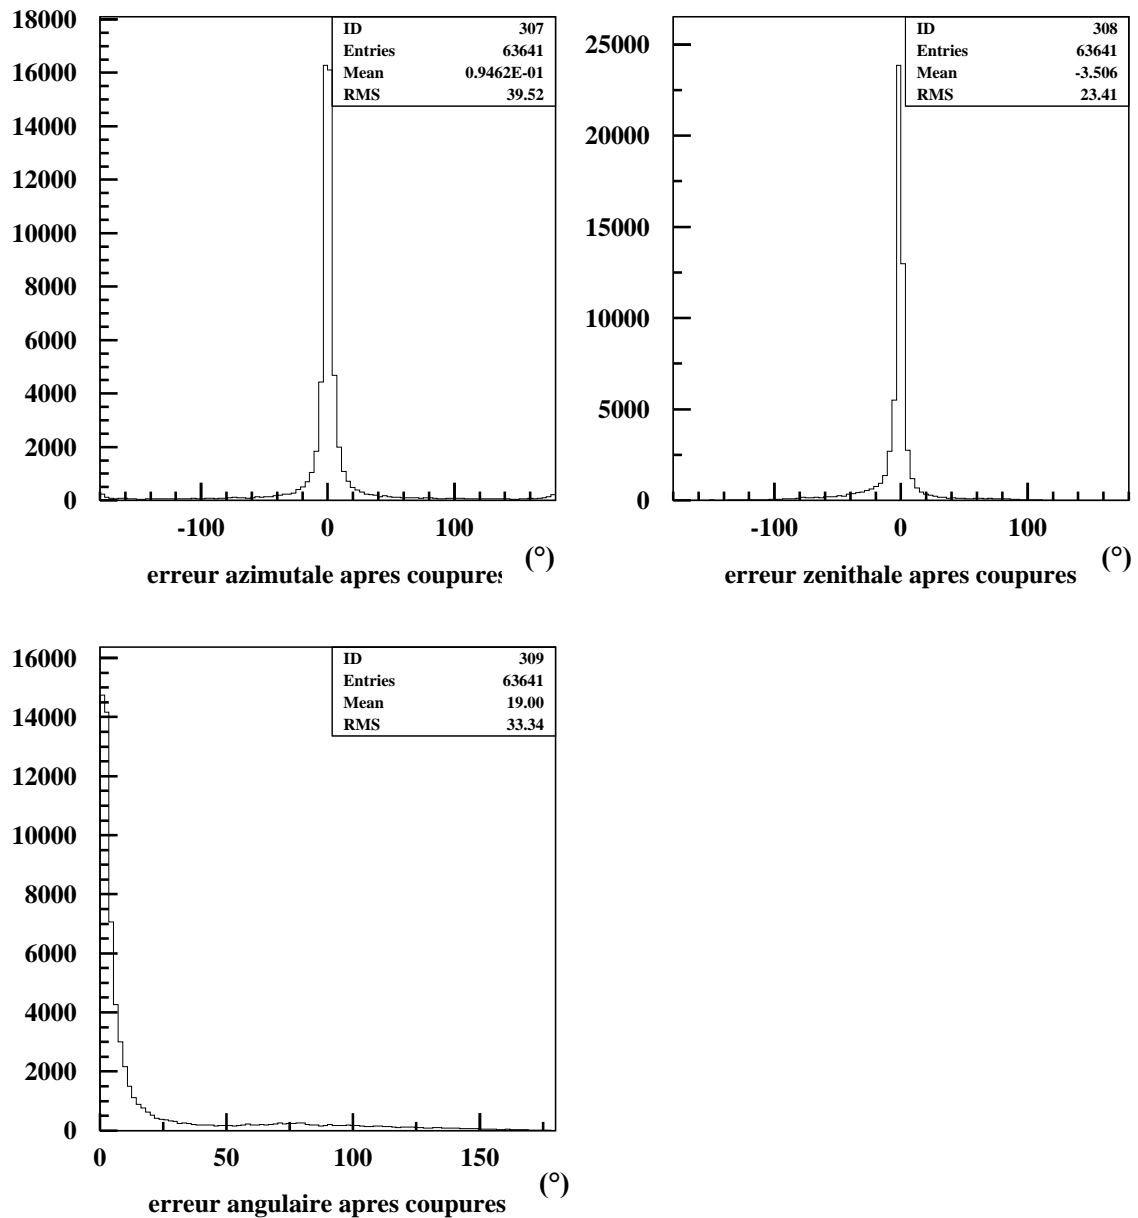 18000
16000
14000
12000
10000
8000
6000
4000
2000
0
-100 0 100
ID 307
Entries 63641
Mean 0.9462E-01
RMS 39.52
(°)
erreur azimutale apres coupures
25000
20000
15000
10000
5000
0
-100 0 100
ID 308
Entries 63641
Mean -3.506
RMS 23.41
(°)
erreur zenithale apres coupures
16000
14000
12000
10000
8000
6000
4000
2000
0
0 50 100 150
ID 309
Entries 63641
Mean 19.00
RMS 33.34
(°)
erreur angulaire apres coupures